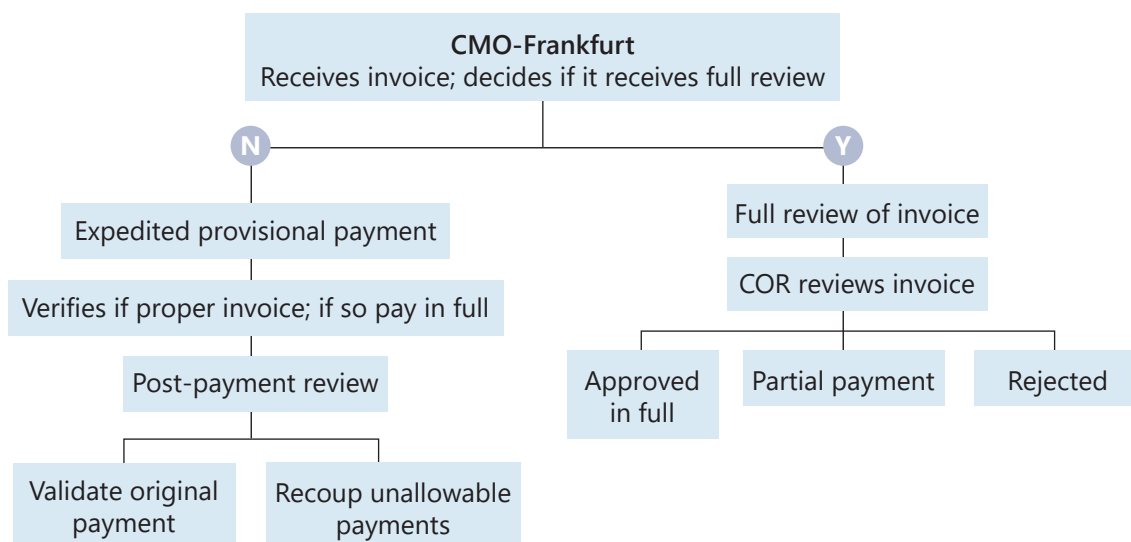 CMO-Frankfurt
Receives invoice; decides if it receives full review
N
Y
Expedited provisional payment
Verifies if proper invoice; if so pay in full
Post-payment review
Validate original
payment
Recoup unallowable
payments
Full review of invoice
COR reviews invoice
Approved
in full
Partial payment
Rejected